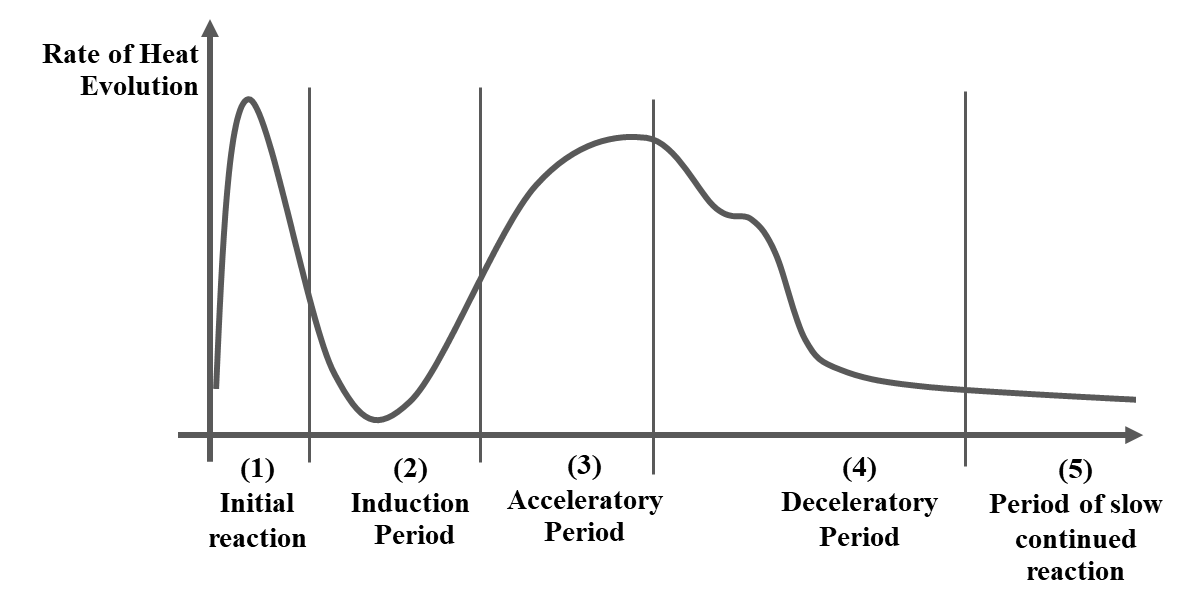 Rate of Heat
Evolution
(1)
Initial
reaction
(2)
Induction
Period
(3)
Acceleratory
Period
(4)
Deceleratory
Period
(5)
Period of slow
continued
reaction